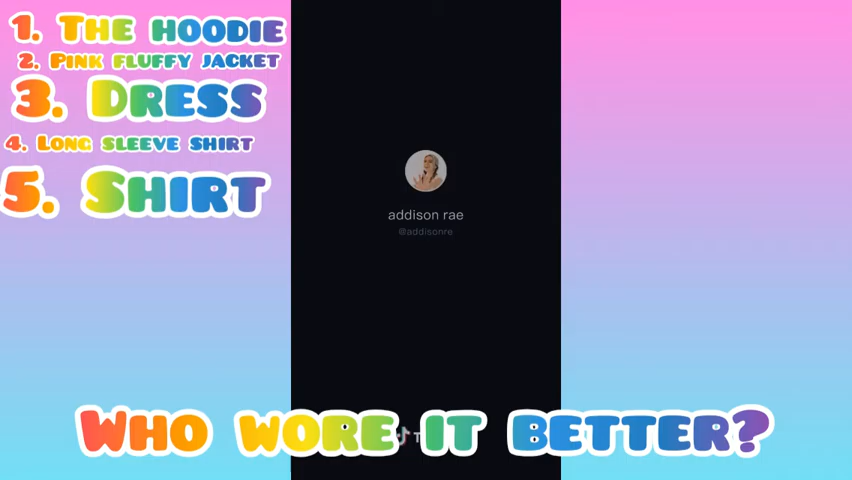 1. The hoodie
2. Pink fluffy jacket
3. Dress
4. Long sleeve shirt
5. Shirt
addison rae
@addisonre
Who wore it better?